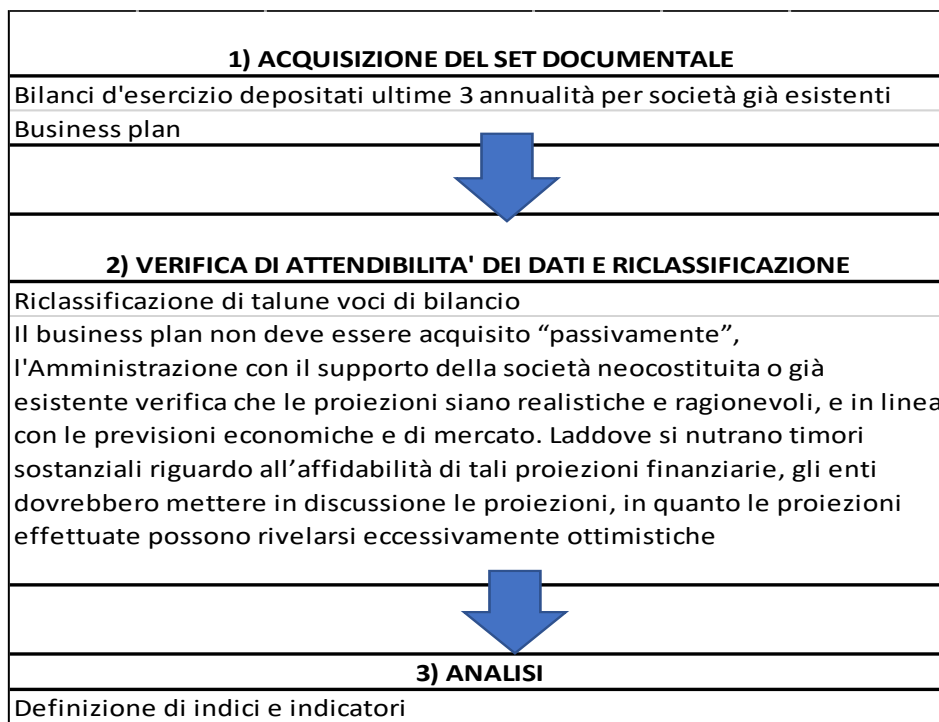 1) ACQUISIZIONE DEL SET DOCUMENTALE
Bilanci d'esercizio depositati ultime 3 annualità per società già esistenti
Business plan
2) VERIFICA DI ATTENDIBILITA' DEI DATI E RICLASSIFICAZIONE
Riclassificazione di talune voci di bilancio
Il business plan non deve essere acquisito “passivamente”,
l'Amministrazione con il supporto della società neocostituita o già
esistente verifica che le proiezioni siano realistiche e ragionevoli, e in linea
con le previsioni economiche e di mercato. Laddove si nutrano timori
sostanziali riguardo all’affidabilità di tali proiezioni finanziarie, gli enti
dovrebbero mettere in discussione le proiezioni, in quanto le proiezioni
effettuate possono rivelarsi eccessivamente ottimistiche
3) ANALISI
Definizione di indici e indicatori